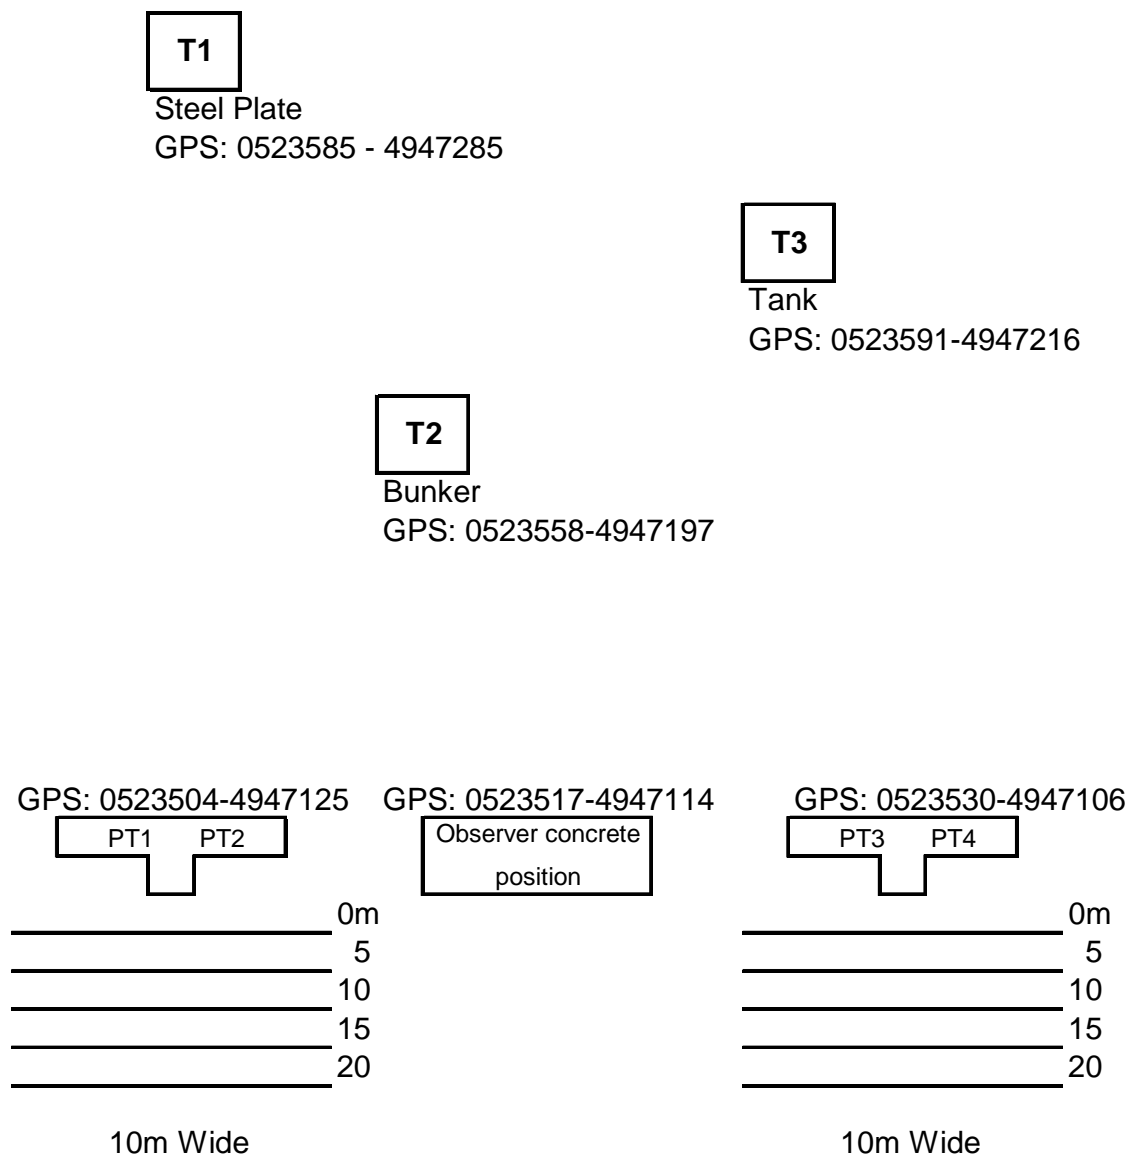 T1
Steel Plate
GPS: 0523585 - 4947285
T3
Tank
GPS: 0523591-4947216
T2
Bunker
GPS: 0523558-4947197
GPS: 0523504-4947125 GPS: 0523517-4947114 GPS: 0523530-4947106
PT1 PT2 Observer concrete PT3 PT4
position
0m 0m
5 5
10 10
15 15
20 20
10m Wide 10m Wide